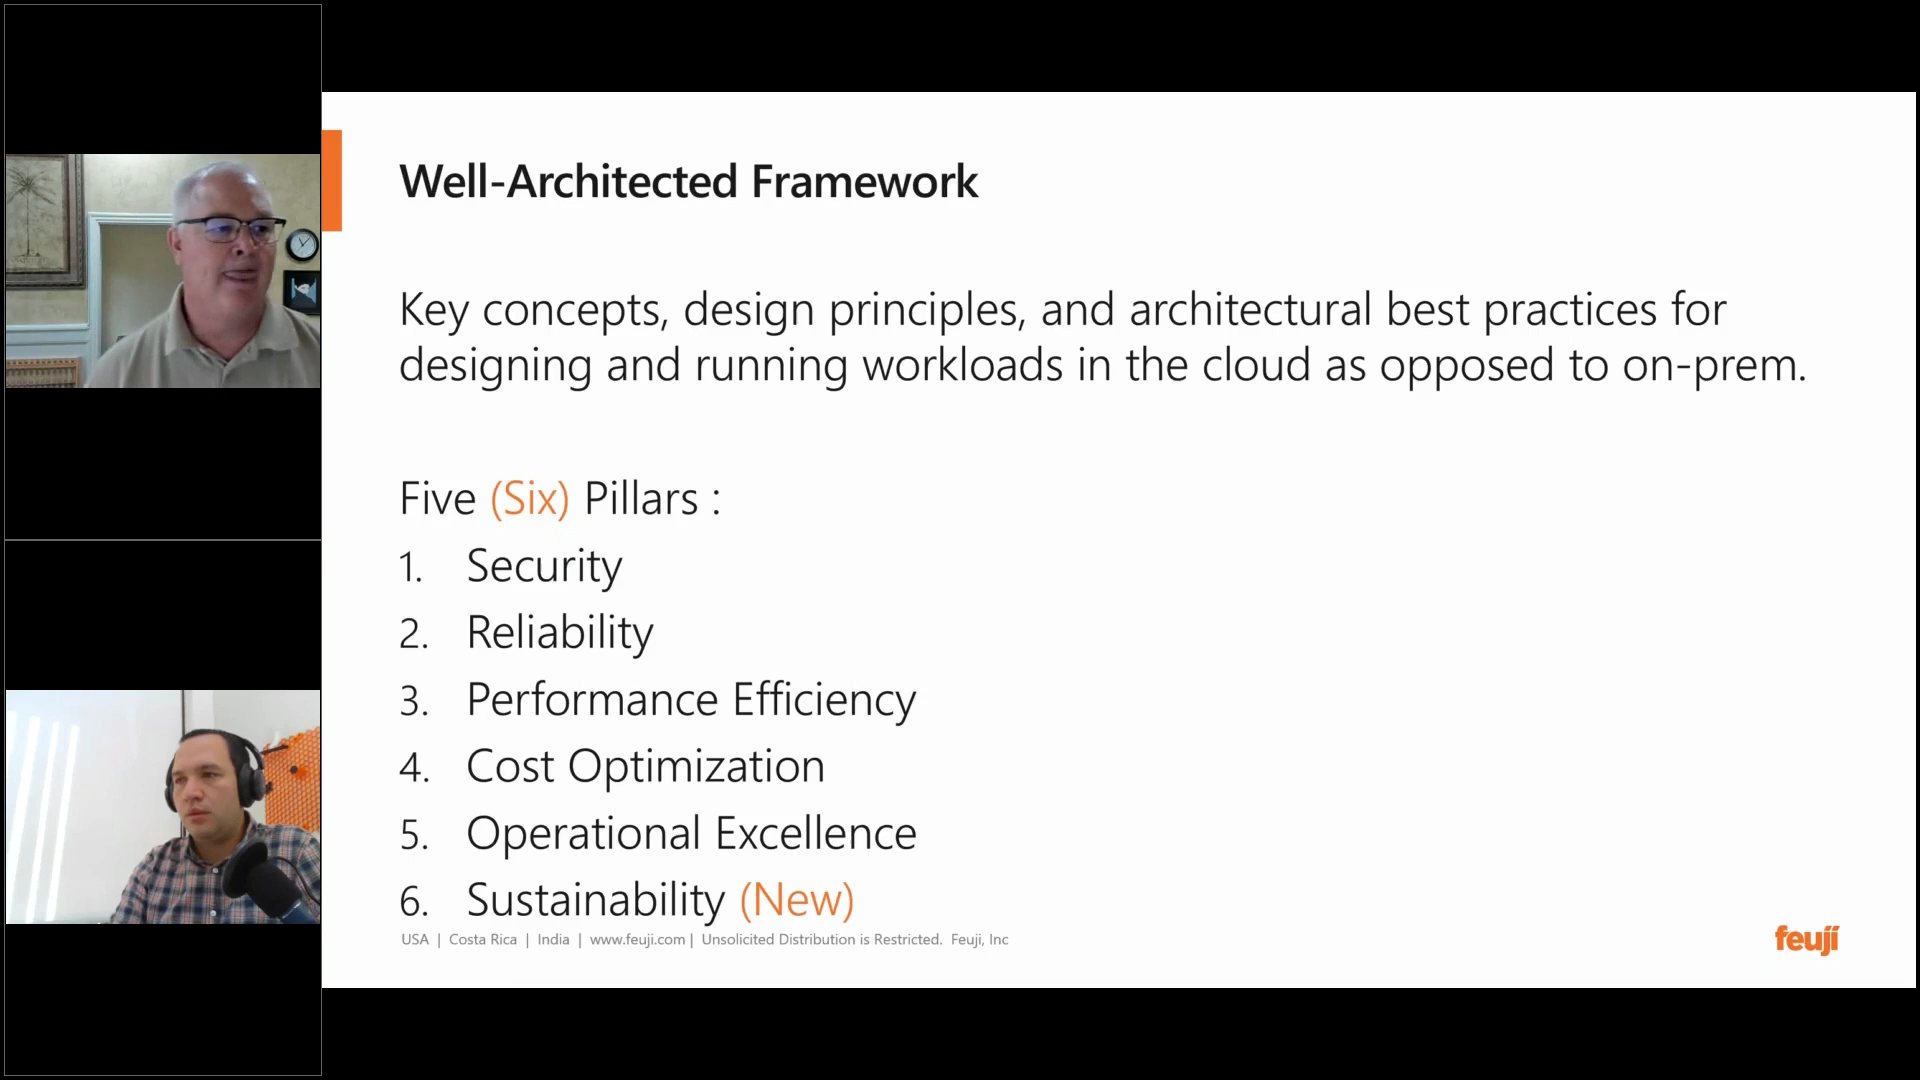 Well-Architected Framework
Key concepts, design principles, and architectural best practices for
designing and running workloads in the cloud as opposed to on-prem.
Five (Six) Pillars :
1. Security
2. Reliability
3. Performance Efficiency
4. Cost Optimization
5. Operational Excellence
6. Sustainability (New)
USA | Costa Rica | India | www.feuji.com | Unsolicited Distribution is Restricted. Feuji, Inc
feuji